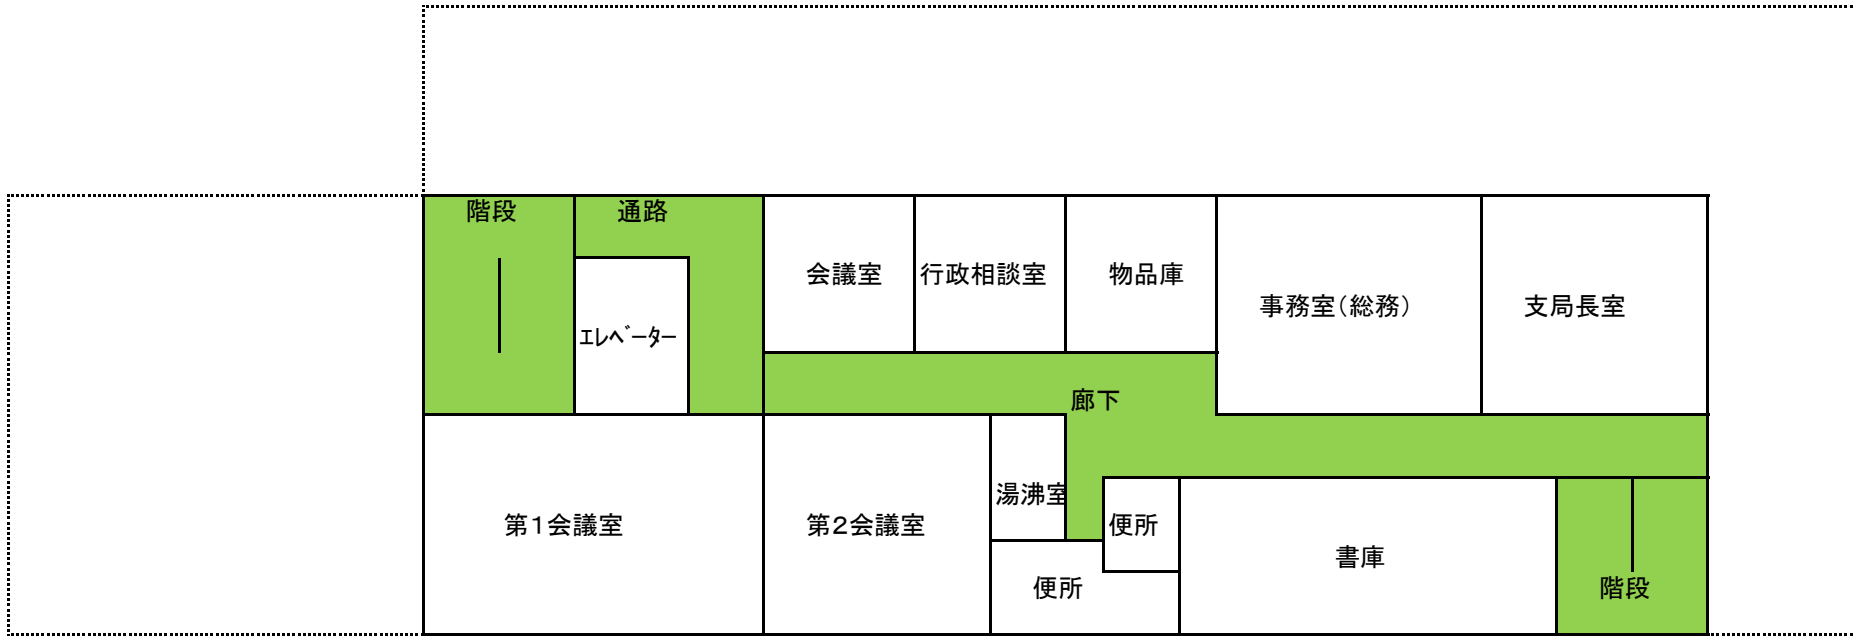 階段
通路
会議室
行政相談室
物品庫
事務室（総務）
支局長室
ｴﾚﾍﾞｰﾀｰ
廊下
湯沸室
第１会議室
第２会議室
便所
書庫
便所
階段